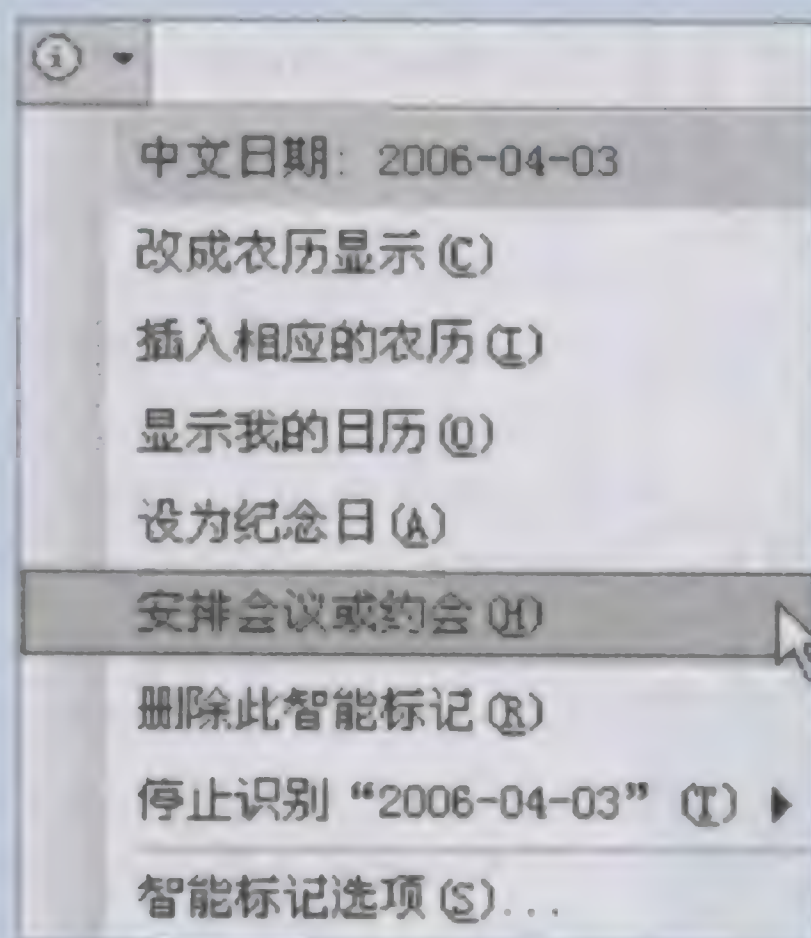 中文日期: 2006-04-03
改成农历显示(C)
插入相应的农历(I)
显示我的日历(O)
设为纪念日(A)
安排会议或约会(M)
删除此智能标记(R)
停止识别“2006-04-03”(T)
智能标记选项(S)...